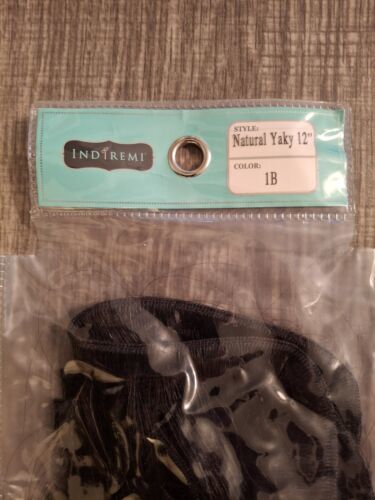 INDIREMI
STYLE:
Natural Yaky 12"
COLOR:
1B